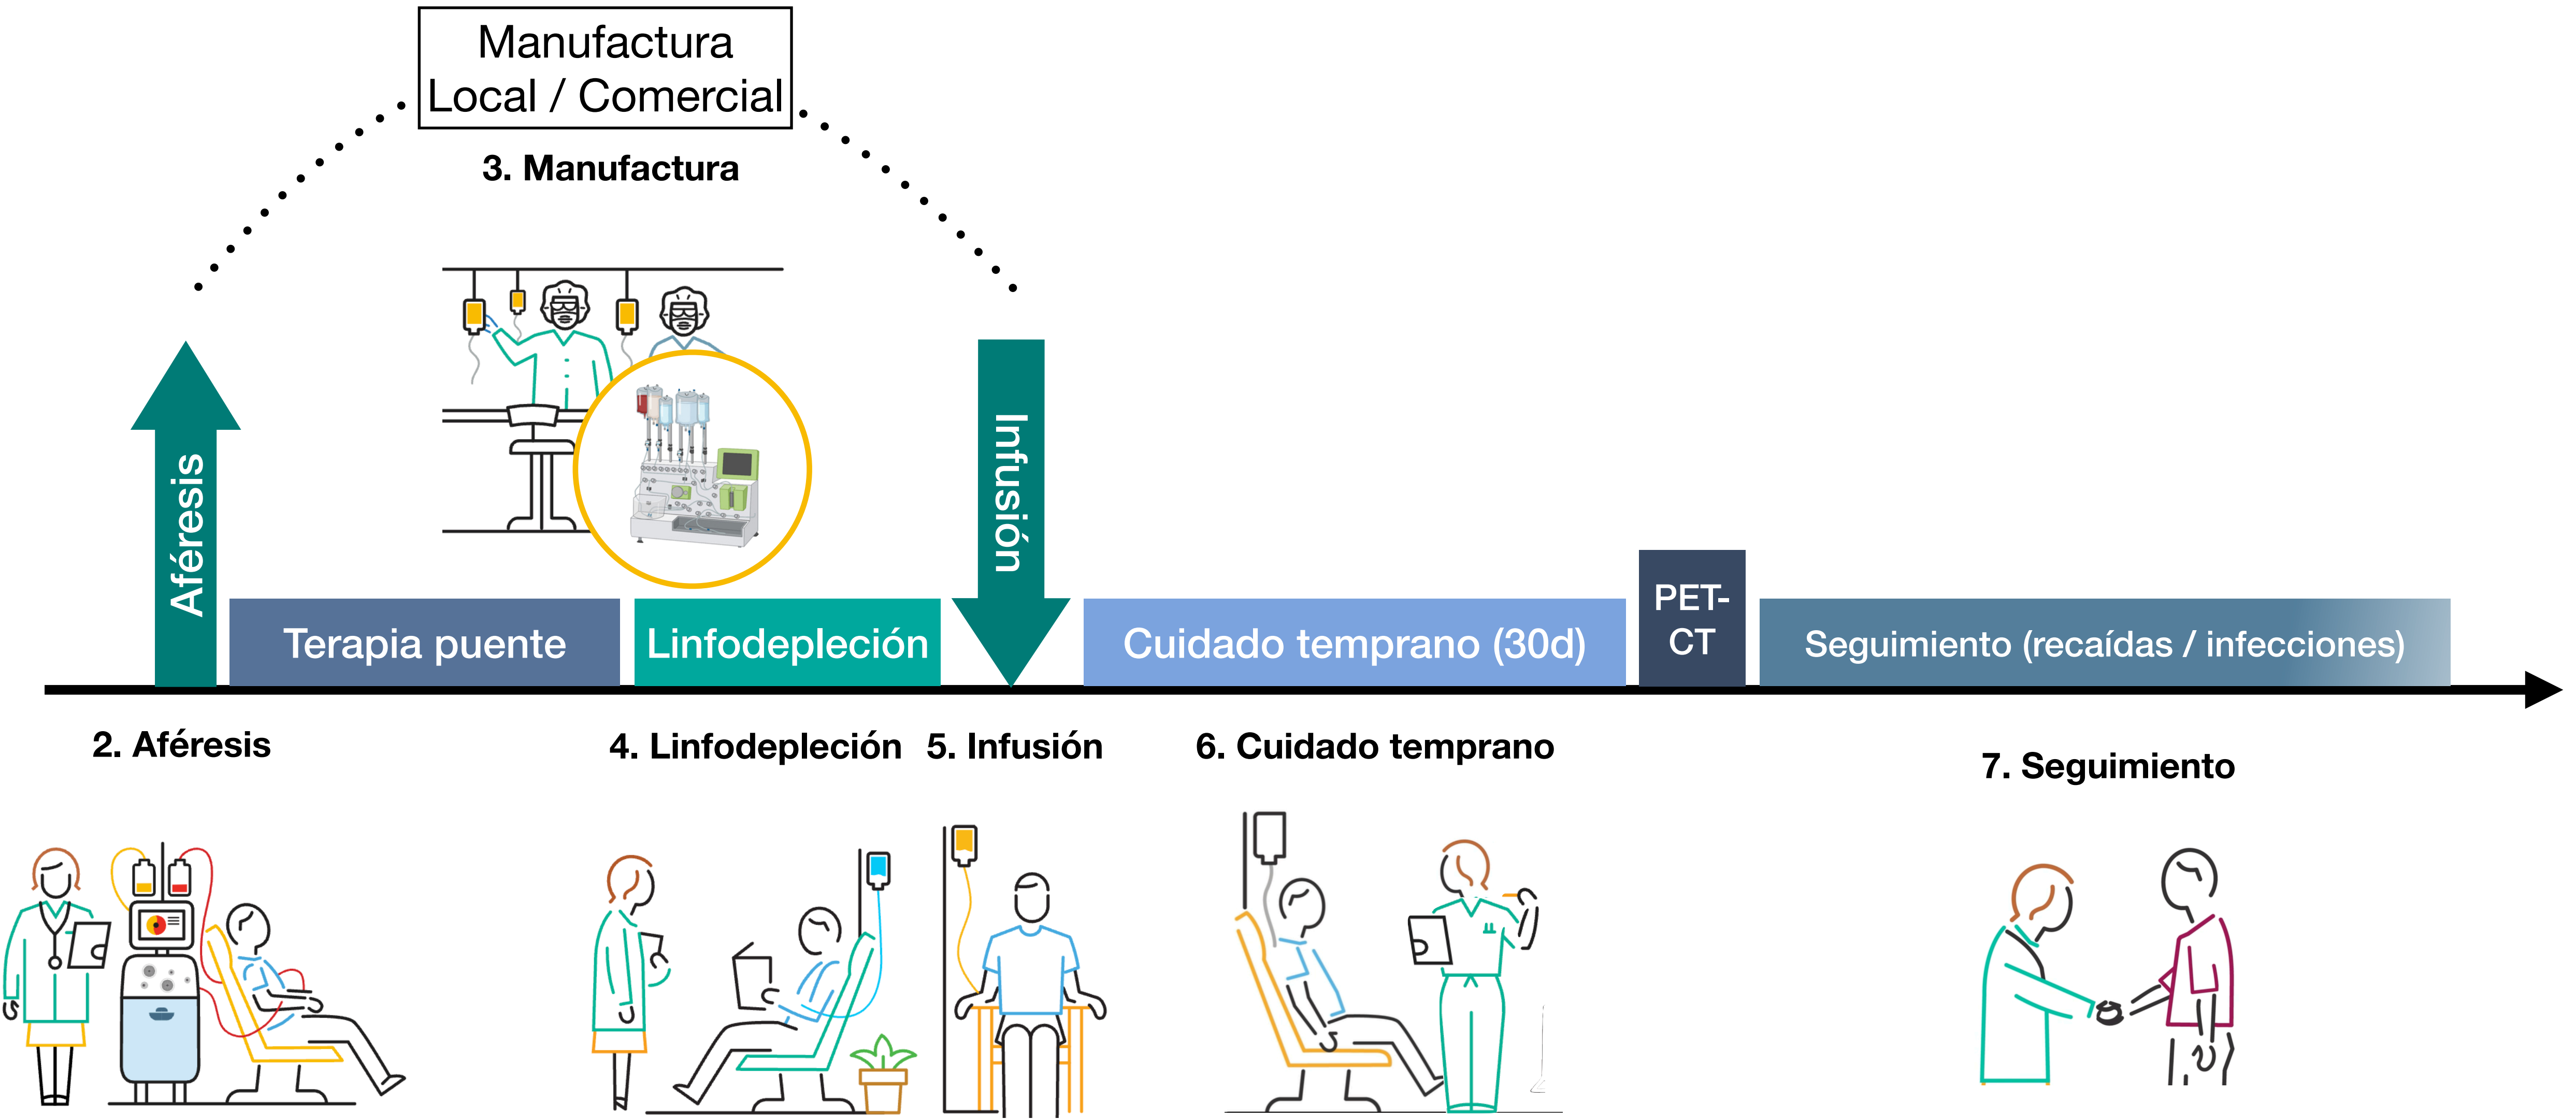 Manufactura
Local / Comercial
3. Manufactura
Aféresis
Infusión
Terapia puente
Linfodepleción
Cuidado temprano (30d)
PET-
CT
Seguimiento (recaídas / infecciones)
2. Aféresis
4. Linfodepleción
5. Infusión
6. Cuidado temprano
7. Seguimiento